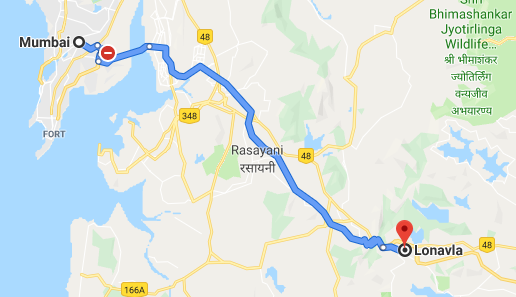 Bhimashankar
Jyotirlinga
Wildlife...
श्री भीमाशंकर
ज्योतिर्लिंग
वन्यजीव
अभयारण्य
Mumbai
48
FORT
348
Rasayani
रसायनी
48
Lonavla
48
166A